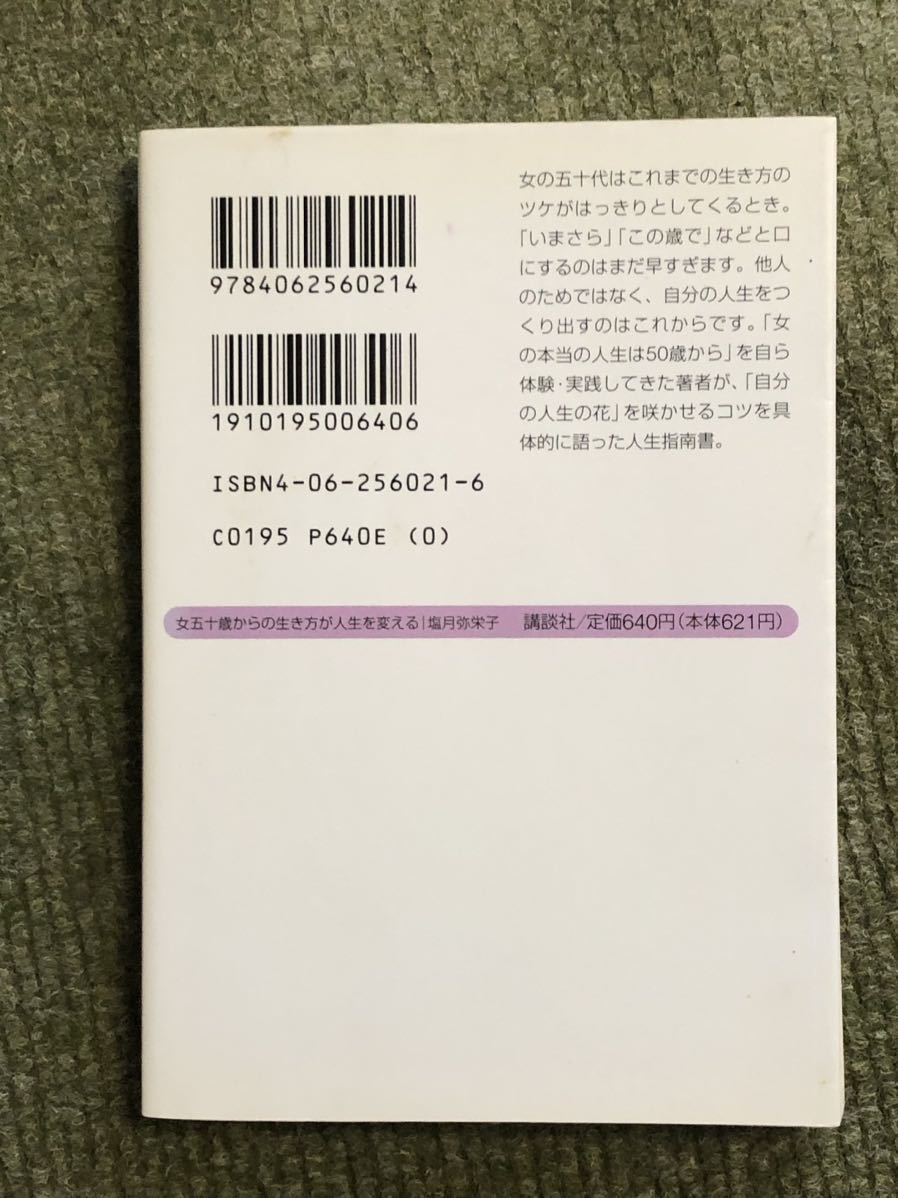 9784062560214
1910195006406
ISBN4-06-256021-6
C0195 P640E (0)
女の五十代はこれまでの生き方の
ツケがはっきりとしてくるとき。
「いまさら」「この歳で」などと口
にするのはまだ早すぎます。他人
のためではなく、自分の人生をつ
くり出すのはこれからです。「女
の本当の人生は50歳から」を自ら
体験・実践してきた著者が、「自分
の人生の花」を咲かせるコツを具
体的に語った人生指南書。
女五十歳からの生き方が人生を変える|塩月弥栄子 講談社/定価640円(本体621円)